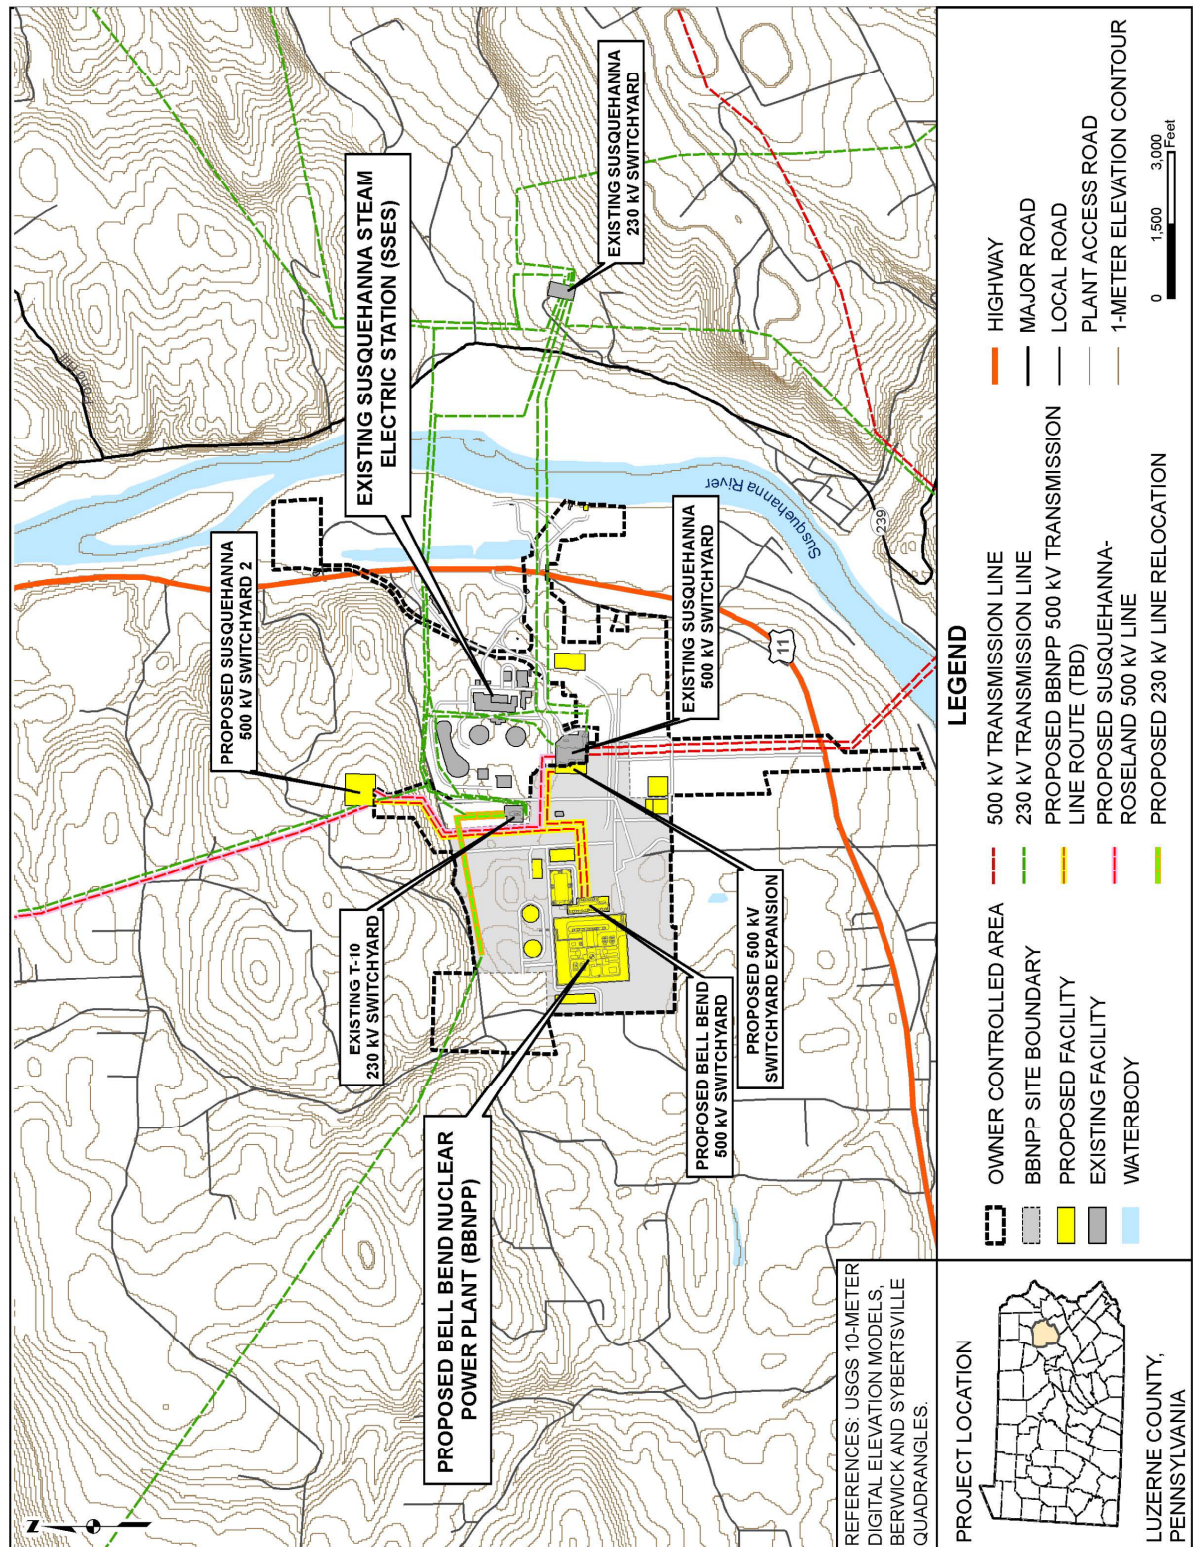 N
PROPOSED SUSQUEHANNA
500 kV SWITCHYARD 2
EXISTING SUSQUEHANNA STEAM
ELECTRIC STATION (SSES)
EXISTING SUSQUEHANNA
230 kV SWITCHYARD
EXISTING T-10
230 kV SWITCHYARD
PROPOSED BELL BEND NUCLEAR
POWER PLANT (BBNPP)
PROPOSED BELL BEND
500 kV SWITCHYARD
PROPOSED 500 kV
SWITCHYARD EXPANSION
EXISTING SUSQUEHANNA
500 kV SWITCHYARD
Susquehanna River
11
239
REFERENCES: USGS 10-METER
DIGITAL ELEVATION MODELS,
BERWICK AND SYBERTSVILLE
QUADRANGLES.
PROJECT LOCATION
LUZERNE COUNTY,
PENNSYLVANIA
LEGEND
OWNER CONTROLLED AREA
BBNPP SITE BOUNDARY
PROPOSED FACILITY
EXISTING FACILITY
WATERBODY
500 kV TRANSMISSION LINE
230 kV TRANSMISSION LINE
PROPOSED BBNPP 500 kV TRANSMISSION
LINE ROUTE (TBD)
PROPOSED SUSQUEHANNA-
ROSELAND 500 kV LINE
PROPOSED 230 kV LINE RELOCATION
HIGHWAY
MAJOR ROAD
LOCAL ROAD
PLANT ACCESS ROAD
1-METER ELEVATION CONTOUR
0 1,500 3,000
Feet